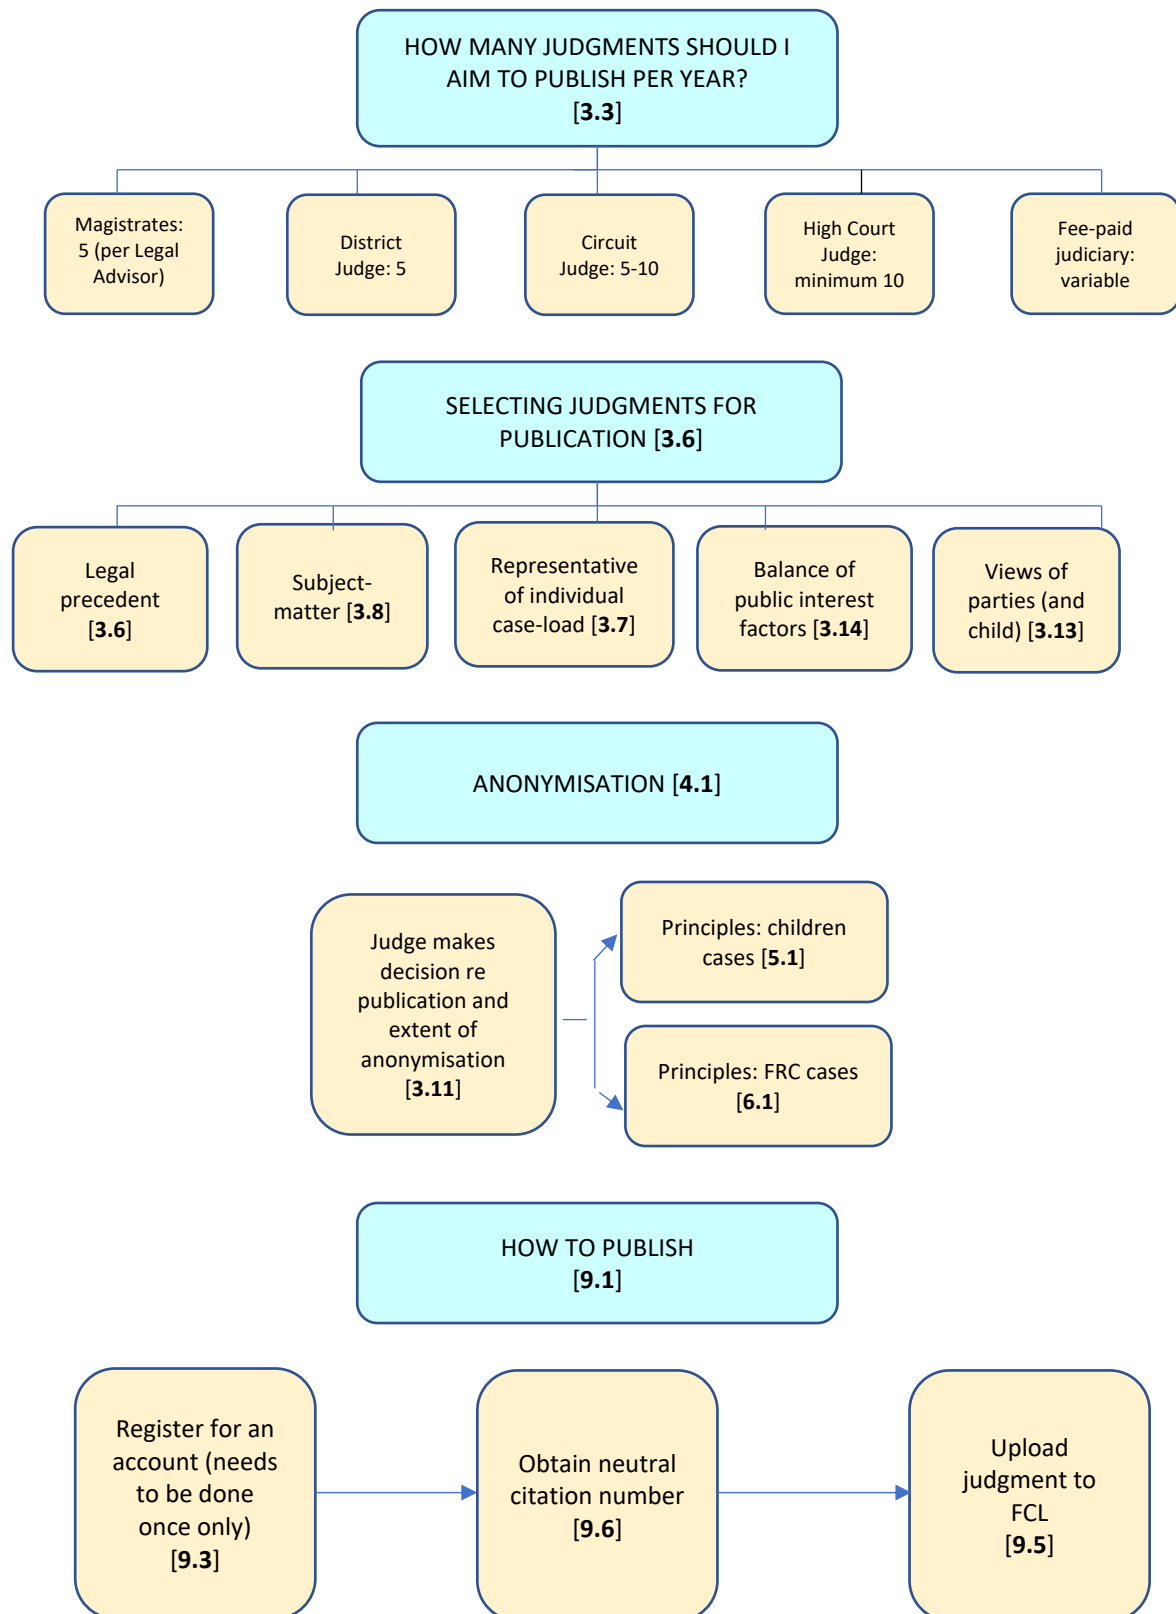 HOW MANY JUDGMENTS SHOULD I
AIM TO PUBLISH PER YEAR?
[3.3]
Magistrates:
5 (per Legal
Advisor)
District
Judge: 5
Circuit
Judge: 5-10
High Court
Judge:
minimum 10
Fee-paid
judiciary:
variable
SELECTING JUDGMENTS FOR
PUBLICATION [3.6]
Legal
precedent
[3.6]
Subject-
matter [3.8]
Representative
of individual
case-load [3.7]
Balance of
public interest
factors [3.14]
Views of
parties (and
child) [3.13]
ANONYMISATION [4.1]
Judge makes
decision re
publication and
extent of
anonymisation
[3.11]
Principles: children
cases [5.1]
Principles: FRC cases
[6.1]
HOW TO PUBLISH
[9.1]
Register for an
account (needs
to be done
once only)
[9.3]
Obtain neutral
citation number
[9.6]
Upload
judgment to
FCL
[9.5]